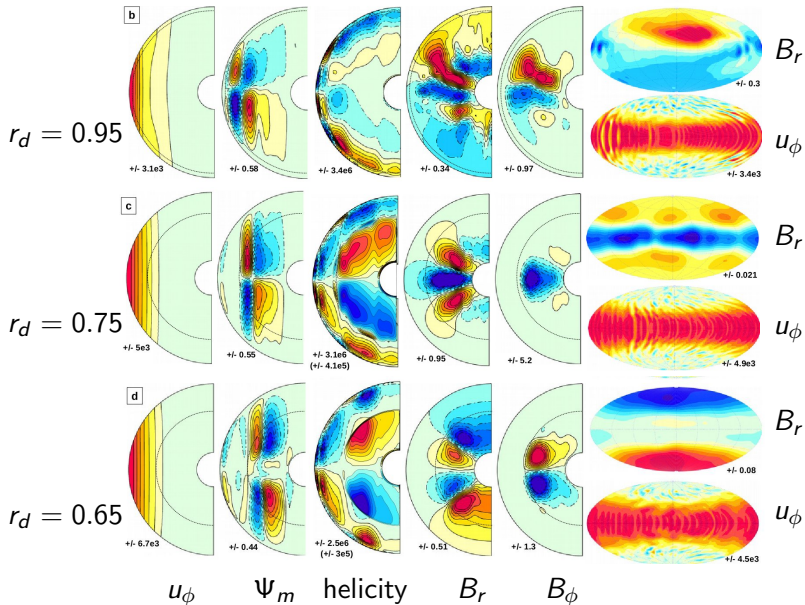 b
B_r
+/- 0.3
r_d = 0.95
u_ϕ
+/- 3.1e3
+/- 0.58
+/- 3.4e6
+/- 0.34
+/- 0.97
+/- 3.4e3
c
B_r
+/- 0.021
r_d = 0.75
u_ϕ
+/- 5e3
+/- 0.55
+/- 3.1e6
(+/- 4.1e5)
+/- 0.95
+/- 5.2
+/- 4.9e3
d
B_r
+/- 0.08
r_d = 0.65
u_ϕ
+/- 6.7e3
+/- 0.44
+/- 2.5e6
(+/- 3e5)
+/- 0.51
+/- 1.3
+/- 4.5e3
u_ϕ Ψ_m helicity B_r B_ϕ